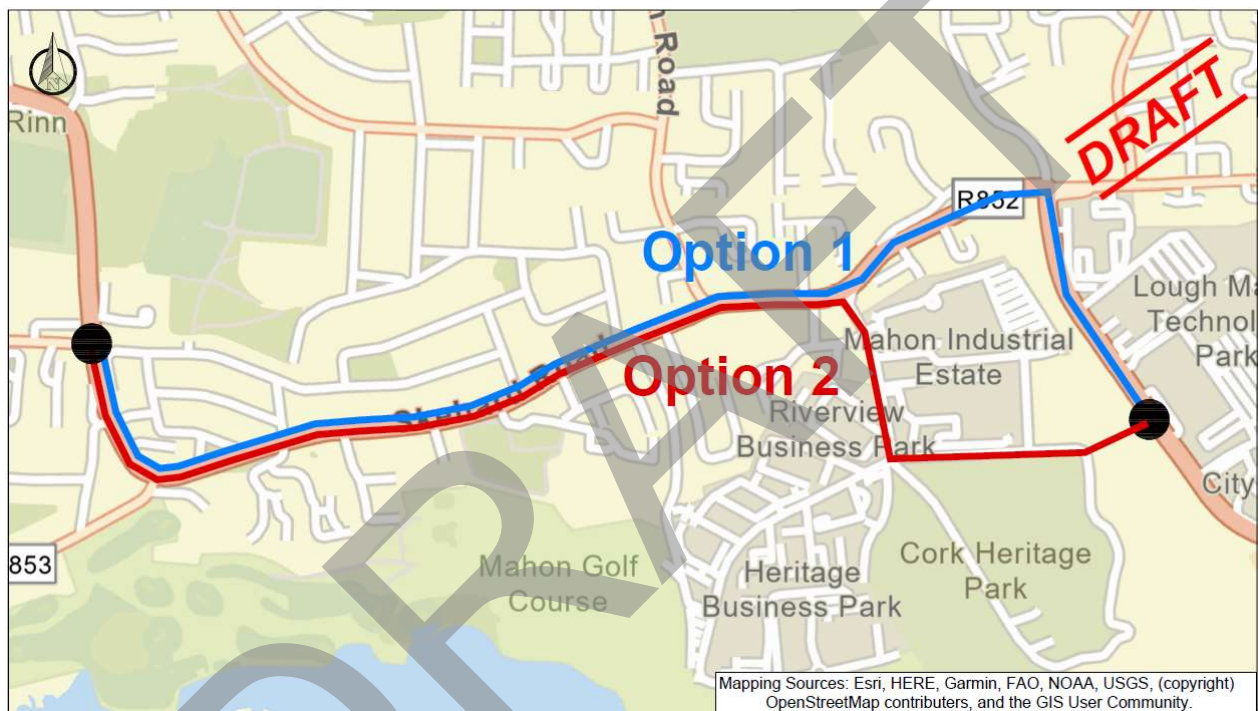 Rinn
Road
DRAFT
R852
Option 1
Lough Ma
Technol
Park
Mahon Industrial
Estate
Option 2
Riverview
Business Park
City
853
Mahon Golf
Course
Heritage
Business Park
Cork Heritage
Park
DRAFT
Mapping Sources: Esri, HERE, Garmin, FAO, NOAA, USGS, (copyright)
OpenStreetMap contributors, and the GIS User Community.